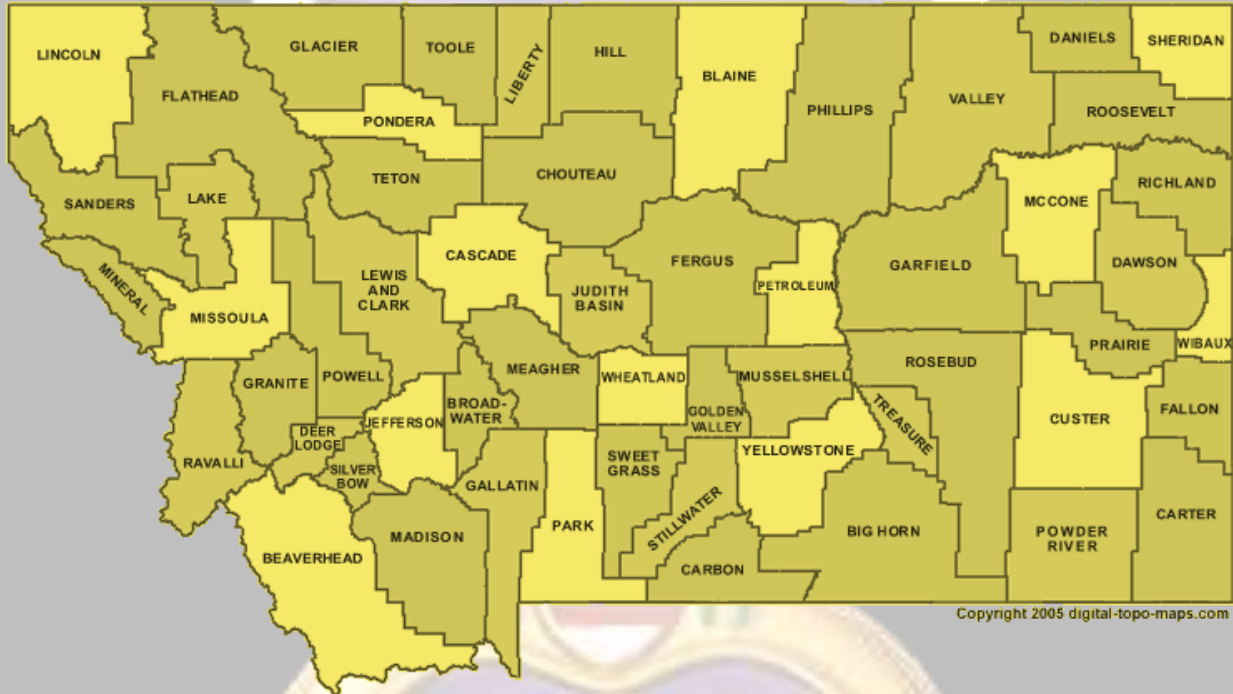 LINCOLN
FLATHEAD
GLACIER
TOOLE
LIBERTY
HILL
BLAINE
PHILLIPS
VALLEY
DANIELS
SHERIDAN
ROOSEVELT
PONDERA
TETON
CHOUTEAU
SANDERS
LAKE
MCCONE
RICHLAND
MINERAL
MISSOULA
LEWIS
AND
CLARK
CASCADE
JUDITH
BASIN
FERGUS
PETROLEUM
GARFIELD
DAWSON
WIBAUX
PRAIRIE
GRANITE
POWELL
MEAGHER
WHEATLAND
GOLDEN
VALLEY
MUSSELSHELL
ROSEBUD
TREASURE
CUSTER
FALLON
RAVALLI
DEER
LODGE
SILVER
BOW
JEFFERSON
BROAD-
WATER
GALLATIN
PARK
SWEET
GRASS
STILLWATER
YELLOWSTONE
BEAVERHEAD
MADISON
CARBON
BIG HORN
POWDER
RIVER
CARTER
Copyright 2005 digital-topo-maps.com